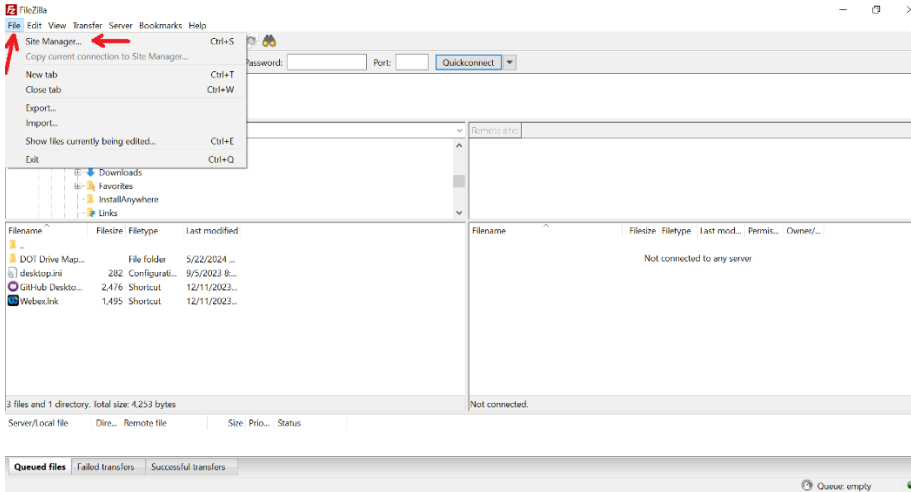 FileZilla
File Edit View Transfer Server Bookmarks Help
Site Manager... Ctrl+S
Copy current connection to Site Manager...
Password: Port: Quickconnect
New tab Ctrl+T
Close tab Ctrl+W
Export...
Import...
Show files currently being edited... Ctrl+E
Remote site:
Exit Ctrl+Q
Downloads
Favorites
InstallAnywhere
Links
Filename Filesize Filetype Last modified
..
DOT Drive Map... File folder 5/22/2024 ...
desktop.ini 282 Configurati... 9/5/2023 8:...
GitHub Deskto... 2,476 Shortcut 12/11/2023...
Webex.lnk 1,495 Shortcut 12/11/2023...
3 files and 1 directory. Total size: 4,253 bytes
Filename Filesize Filetype Last mod... Permis... Owner/...
Not connected to any server
Not connected.
Server/Local file Dire... Remote file Size Prio... Status
Queued files Failed transfers Successful transfers
Queue: empty